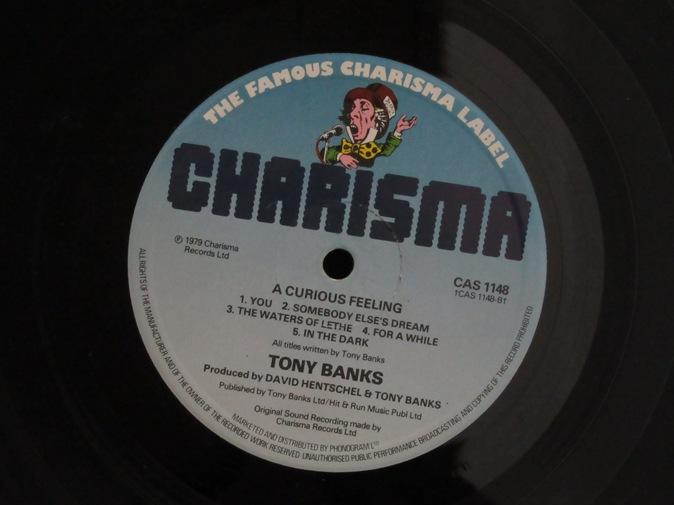 THE FAMOUS CHARISMA LABEL
CHARISMA
℗ 1979 Charisma
Records Ltd
CAS 1148
†CAS 1148-B1
A CURIOUS FEELING
1. YOU 2. SOMEBODY ELSE'S DREAM
3. THE WATERS OF LETHE 4. FOR A WHILE
5. IN THE DARK
All titles written by Tony Banks
TONY BANKS
Produced by DAVID HENTSCHEL & TONY BANKS
Published by Tony Banks Ltd/Hit & Run Music Publ Ltd
Original Sound Recording made by
Charisma Records Ltd
MARKETED AND DISTRIBUTED BY PHONOGRAM LTD
ALL RIGHTS OF THE MANUFACTURER AND OF THE OWNER OF THE RECORDED WORK RESERVED UNAUTHORISED PUBLIC PERFORMANCE BROADCASTING AND COPYING OF THIS RECORD PROHIBITED